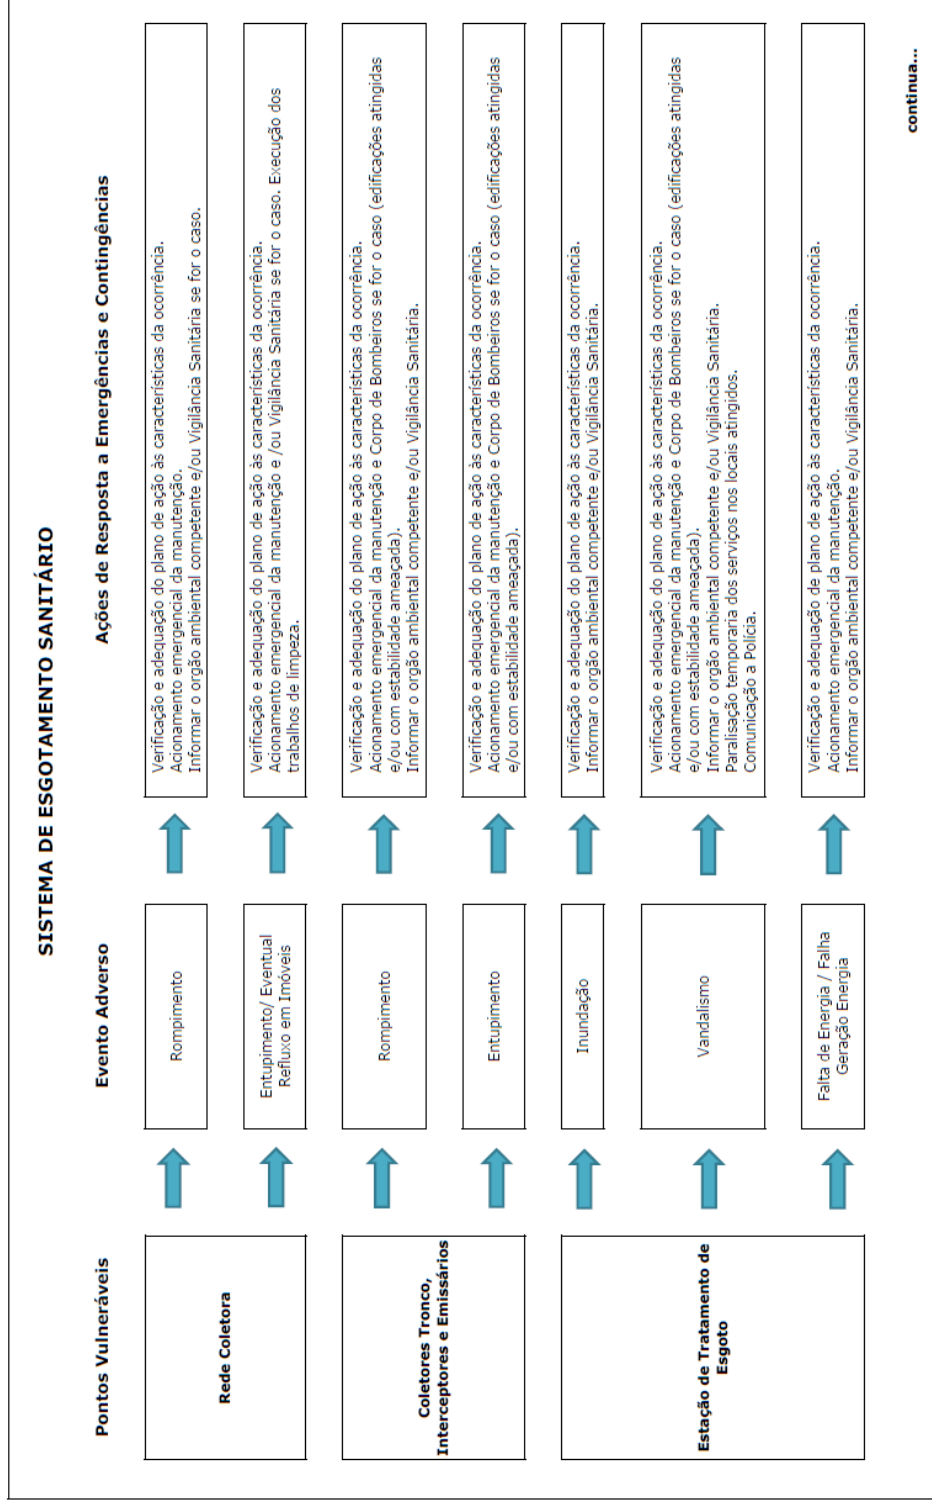 SISTEMA DE ESGOTAMENTO SANITÁRIO
Pontos Vulneráveis
Evento Adverso
Ações de Resposta a Emergências e Contingências
Rede Coletora
Rompimento
Verificação e adequação do plano de ação às características da ocorrência.
Acionamento emergencial da manutenção.
Informar o orgão ambiental competente e/ou Vigilância Sanitária se for o caso.
Entupimento/ Eventual
Refluxo em Imóveis
Verificação e adequação do plano de ação às características da ocorrência.
Acionamento emergencial da manutenção e /ou Vigilância Sanitária se for o caso. Execução dos
trabalhos de limpeza.
Coletores Tronco,
Interceptores e Emissários
Rompimento
Verificação e adequação do plano de ação às características da ocorrência.
Acionamento emergencial da manutenção e Corpo de Bombeiros se for o caso (edificações atingidas
e/ou com estabilidade ameaçada).
Informar o orgão ambiental competente e/ou Vigilância Sanitária.
Entupimento
Verificação e adequação do plano de ação às características da ocorrência.
Acionamento emergencial da manutenção e Corpo de Bombeiros se for o caso (edificações atingidas
e/ou com estabilidade ameaçada).
Estação de Tratamento de
Esgoto
Inundação
Verificação e adequação do plano de ação às características da ocorrência.
Informar o orgão ambiental competente e/ou Vigilância Sanitária.
Vandalismo
Verificação e adequação do plano de ação às características da ocorrência.
Acionamento emergencial da manutenção e Corpo de Bombeiros se for o caso (edificações atingidas
e/ou com estabilidade ameaçada).
Informar o orgão ambiental competente e/ou Vigilância Sanitária.
Paralisação temporaria dos serviços nos locais atingidos.
Comunicação a Polícia.
Falta de Energia / Falha
Geração Energia
Verificação e adequação de plano de ação às características da ocorrência.
Acionamento emergencial da manutenção.
Informar o orgão ambiental competente e/ou Vigilância Sanitária.
continua...